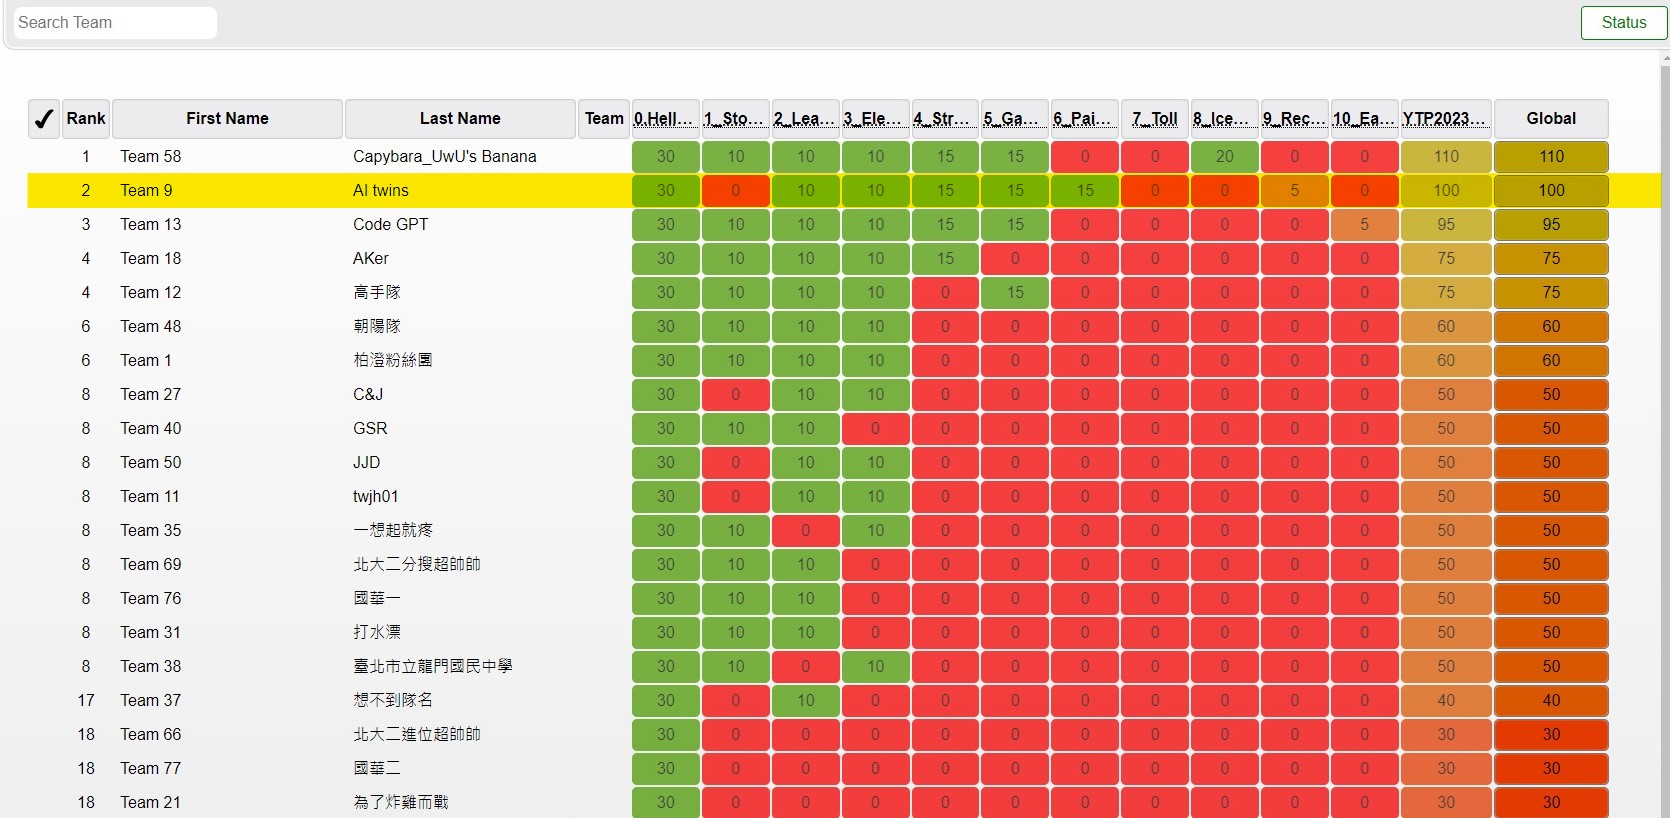 Search Team
Status
✓ Rank First Name Last Name Team 0.Hell... 1_Sto... 2_Lea... 3_Ele... 4_Str... 5_Ga... 6_Pai... 7_Toll 8_Ice... 9_Rec... 10_Ea... YTP2023... Global
1 Team 58 Capybara_UwU's Banana 30 10 10 10 15 15 0 0 20 0 0 110 110
2 Team 9 AI twins 30 0 10 10 15 15 15 0 0 5 0 100 100
3 Team 13 Code GPT 30 10 10 10 15 15 0 0 0 0 5 95 95
4 Team 18 AKer 30 10 10 10 15 0 0 0 0 0 0 75 75
4 Team 12 高手隊 30 10 10 10 0 15 0 0 0 0 0 75 75
6 Team 48 朝陽隊 30 10 10 10 0 0 0 0 0 0 0 60 60
6 Team 1 柏澄粉絲團 30 10 10 10 0 0 0 0 0 0 0 60 60
8 Team 27 C&J 30 0 10 10 0 0 0 0 0 0 0 50 50
8 Team 40 GSR 30 10 10 0 0 0 0 0 0 0 0 50 50
8 Team 50 JJD 30 0 10 10 0 0 0 0 0 0 0 50 50
8 Team 11 twjh01 30 0 10 10 0 0 0 0 0 0 0 50 50
8 Team 35 一想起就疼 30 10 0 10 0 0 0 0 0 0 0 50 50
8 Team 69 北大二分搜超帥帥 30 10 10 0 0 0 0 0 0 0 0 50 50
8 Team 76 國華一 30 10 10 0 0 0 0 0 0 0 0 50 50
8 Team 31 打水漂 30 10 10 0 0 0 0 0 0 0 0 50 50
8 Team 38 臺北市立龍門國民中學 30 10 0 10 0 0 0 0 0 0 0 50 50
17 Team 37 想不到隊名 30 0 10 0 0 0 0 0 0 0 0 40 40
18 Team 66 北大二進位超帥帥 30 0 0 0 0 0 0 0 0 0 0 30 30
18 Team 77 國華二 30 0 0 0 0 0 0 0 0 0 0 30 30
18 Team 21 為了炸雞而戰 30 0 0 0 0 0 0 0 0 0 0 30 30